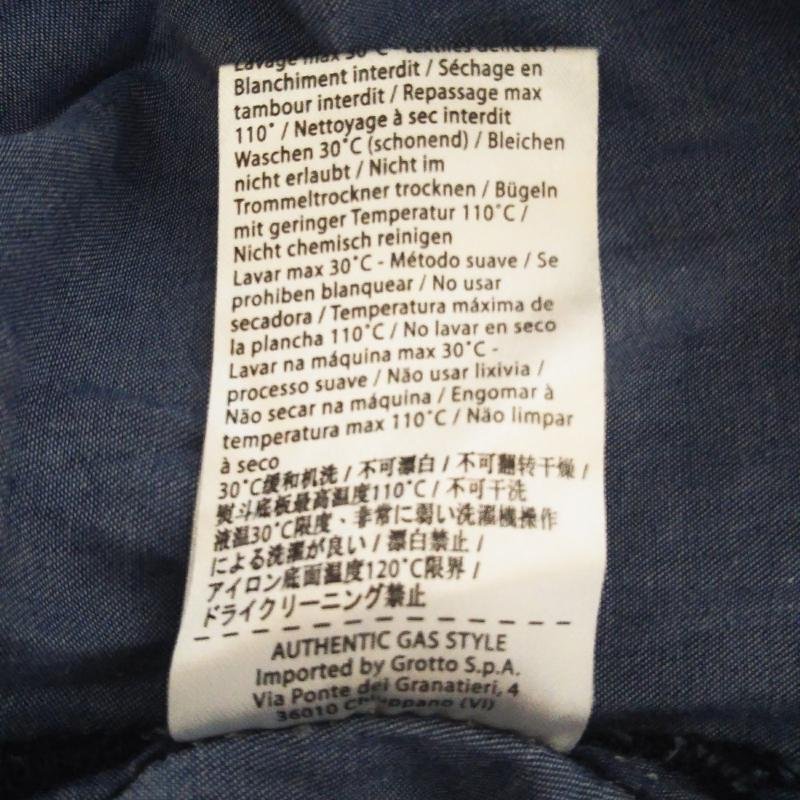 Lavage max 30°C - textiles délicats /
Blanchiment interdit / Séchage en
tambour interdit / Repassage max
110° / Nettoyage à sec interdit
Waschen 30°C (schonend) / Bleichen
nicht erlaubt / Nicht im
Trommeltrockner trocknen / Bügeln
mit geringer Temperatur 110°C /
Nicht chemisch reinigen
Lavar max 30°C - Método suave / Se
prohiben blanquear / No usar
secadora / Temperatura máxima de
la plancha 110°C / No lavar en seco
Lavar na máquina max 30°C -
processo suave / Não usar lixivia /
Não secar na máquina / Engomar à
temperatura max 110°C / Não limpar
à seco
30°C缓和机洗 / 不可漂白 / 不可翻转干燥 /
熨斗底板最高温度110°C / 不可干洗
液温30°C限度、非常に弱い洗濯機操作
による洗濯が良い / 漂白禁止 /
アイロン底面温度120°C限界 /
ドライクリーニング禁止
AUTHENTIC GAS STYLE
Imported by Grotto S.p.A.
Via Ponte dei Granatieri, 4
36010 Chiuppano (VI)